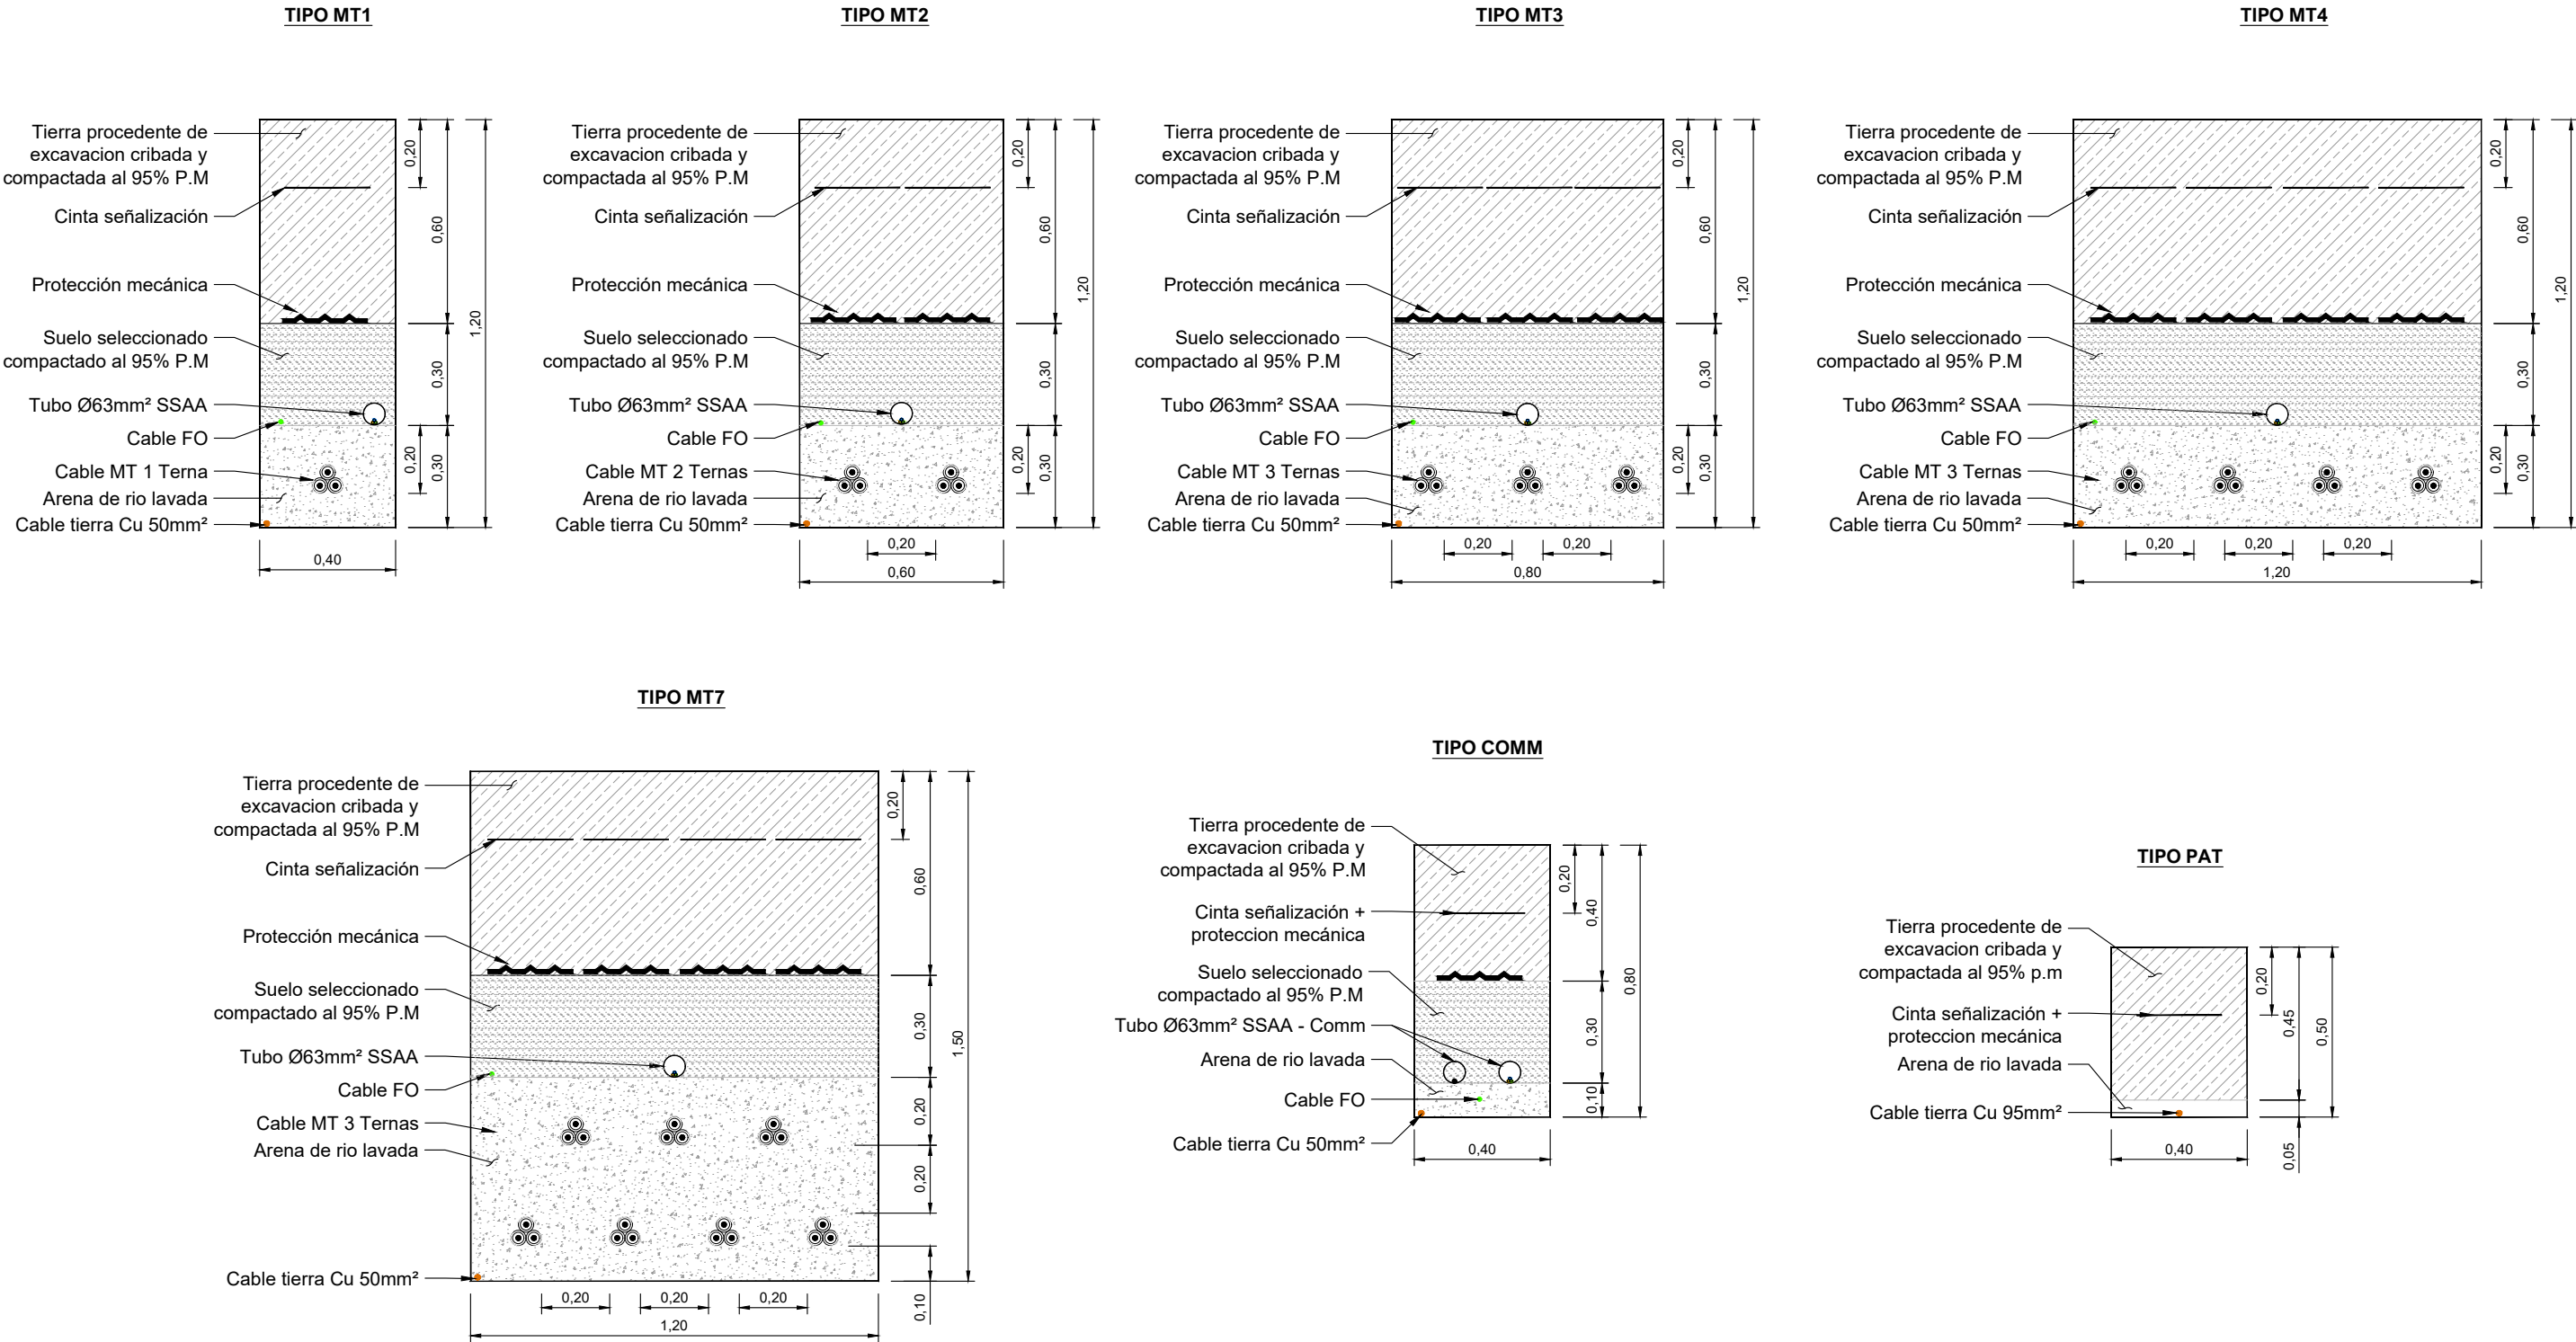 TIPO MT1
Tierra procedente de
excavacion cribada y
compactada al 95% P.M
Cinta señalización
Protección mecánica
Suelo seleccionado
compactado al 95% P.M
Tubo Ø63mm² SSAA
Cable FO
Cable MT 1 Terna
Arena de rio lavada
Cable tierra Cu 50mm²
0,20
0,60
1,20
0,30
0,20
0,30
0,40
TIPO MT2
Tierra procedente de
excavacion cribada y
compactada al 95% P.M
Cinta señalización
Protección mecánica
Suelo seleccionado
compactado al 95% P.M
Tubo Ø63mm² SSAA
Cable FO
Cable MT 2 Ternas
Arena de rio lavada
Cable tierra Cu 50mm²
0,20
0,60
1,20
0,30
0,20
0,30
0,20
0,60
TIPO MT3
Tierra procedente de
excavacion cribada y
compactada al 95% P.M
Cinta señalización
Protección mecánica
Suelo seleccionado
compactado al 95% P.M
Tubo Ø63mm² SSAA
Cable FO
Cable MT 3 Ternas
Arena de rio lavada
Cable tierra Cu 50mm²
0,20
0,60
1,20
0,30
0,20
0,30
0,20
0,20
0,80
TIPO MT4
Tierra procedente de
excavacion cribada y
compactada al 95% P.M
Cinta señalización
Protección mecánica
Suelo seleccionado
compactado al 95% P.M
Tubo Ø63mm² SSAA
Cable FO
Cable MT 3 Ternas
Arena de rio lavada
Cable tierra Cu 50mm²
0,20
0,60
1,20
0,30
0,20
0,30
0,20
0,20
0,20
1,20
TIPO MT7
Tierra procedente de
excavacion cribada y
compactada al 95% P.M
Cinta señalización
Protección mecánica
Suelo seleccionado
compactado al 95% P.M
Tubo Ø63mm² SSAA
Cable FO
Cable MT 3 Ternas
Arena de rio lavada
Cable tierra Cu 50mm²
0,20
0,60
0,30
1,50
0,20
0,20
0,10
0,20
0,20
0,20
1,20
TIPO COMM
Tierra procedente de
excavacion cribada y
compactada al 95% P.M
Cinta señalización +
proteccion mecánica
Suelo seleccionado
compactado al 95% P.M
Tubo Ø63mm² SSAA - Comm
Arena de rio lavada
Cable FO
Cable tierra Cu 50mm²
0,20
0,40
0,80
0,30
0,10
0,40
TIPO PAT
Tierra procedente de
excavacion cribada y
compactada al 95% p.m
Cinta señalización +
proteccion mecánica
Arena de rio lavada
Cable tierra Cu 95mm²
0,20
0,45
0,50
0,05
0,40